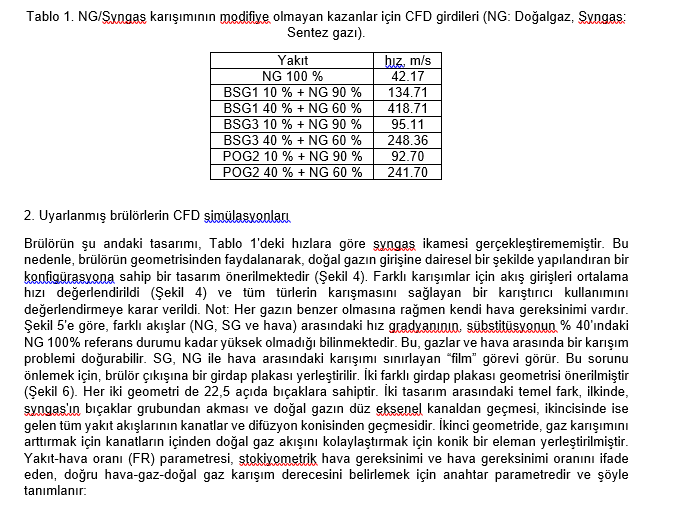 Tablo 1. NG/Syngas karışımının modifiye olmayan kazanlar için CFD girdileri (NG: Doğalgaz, Syngas:
Sentez gazı).
Yakıt hız, m/s
NG 100 % 42.17
BSG1 10 % + NG 90 % 134.71
BSG1 40 % + NG 60 % 418.71
BSG3 10 % + NG 90 % 95.11
BSG3 40 % + NG 60 % 248.36
POG2 10 % + NG 90 % 92.70
POG2 40 % + NG 60 % 241.70
2. Uyarlanmış brülörlerin CFD simülasyonları
Brülörün şu andaki tasarımı, Tablo 1'deki hızlara göre syngas ikamesi gerçekleştirememiştir. Bu
nedenle, brülörün geometrisinden faydalanarak, doğal gazın girişine dairesel bir şekilde yapılandıran bir
konfigürasyona sahip bir tasarım önerilmektedir (Şekil 4). Farklı karışımlar için akış girişleri ortalama
hızı değerlendirildi (Şekil 4) ve tüm türlerin karışmasını sağlayan bir karıştırıcı kullanımını
değerlendirmeye karar verildi. Not: Her gazın benzer olmasına rağmen kendi hava gereksinimi vardır.
Şekil 5'e göre, farklı akışlar (NG, SG ve hava) arasındaki hız gradyanının, sübstitüsyonun % 40'ındaki
NG 100% referans durumu kadar yüksek olmadığı bilinmektedir. Bu, gazlar ve hava arasında bir karışım
problemi doğurabilir. SG, NG ile hava arasındaki karışımı sınırlayan "film" görevi görür. Bu sorunu
önlemek için, brülör çıkışına bir girdap plakası yerleştirilir. İki farklı girdap plakası geometrisi önerilmiştir
(Şekil 6). Her iki geometri de 22,5 açıda bıçaklara sahiptir. İki tasarım arasındaki temel fark, ilkinde,
syngas'ın bıçaklar grubundan akması ve doğal gazın düz eksenel kanaldan geçmesi, ikincisinde ise
gelen tüm yakıt akışlarının kanatlar ve difüzyon konisinden geçmesidir. İkinci geometride, gaz karışımını
arttırmak için kanatların içinden doğal gaz akışını kolaylaştırmak için konik bir eleman yerleştirilmiştir.
Yakıt-hava oranı (FR) parametresi, stokiyometrik hava gereksinimi ve hava gereksinimi oranını ifade
eden, doğru hava-gaz-doğal gaz karışım derecesini belirlemek için anahtar parametredir ve şöyle
tanımlanır: